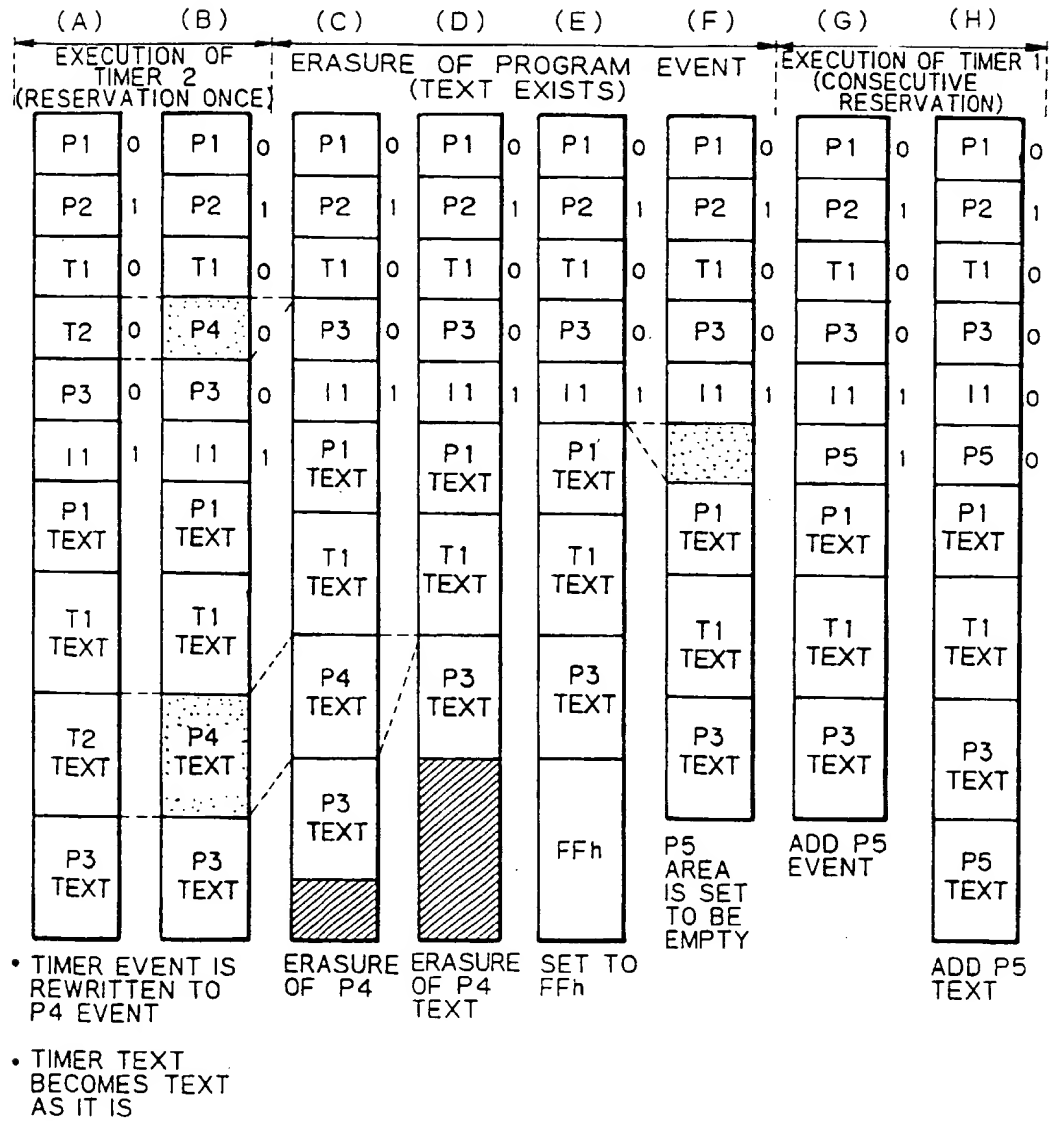 (A) (B) (C) (D) (E) (F) (G) (H)
EXECUTION OF
TIMER 2
(RESERVATION ONCE)
ERASURE OF PROGRAM EVENT
(TEXT EXISTS)
EXECUTION OF TIMER 1
(CONSECUTIVE
RESERVATION)
P1 0 P1 0 P1 0 P1 0 P1 0 P1 0 P1 0 P1 0
P2 1 P2 1 P2 1 P2 1 P2 1 P2 1 P2 1 P2 1
T1 0 T1 0 T1 0 T1 0 T1 0 T1 0 T1 0 T1 0
T2 0 P4 0 P3 0 P3 0 P3 0 P3 0 P3 0 P3 0
P3 0 P3 0 I1 1 I1 1 I1 1 I1 1 I1 1 I1 0
I1 1 I1 1 P1 TEXT P1 TEXT P1 TEXT P5 1 P5 0
P1 TEXT P1 TEXT T1 TEXT T1 TEXT T1 TEXT P1 TEXT P1 TEXT P1 TEXT
T1 TEXT T1 TEXT P4 TEXT P3 TEXT P3 TEXT T1 TEXT T1 TEXT T1 TEXT
T2 TEXT P4 TEXT P3 TEXT FFh P3 TEXT P3 TEXT P3 TEXT
P3 TEXT P3 TEXT P5 TEXT
• TIMER EVENT IS
REWRITTEN TO
P4 EVENT
• TIMER TEXT
BECOMES TEXT
AS IT IS
ERASURE
OF P4
ERASURE
OF P4
TEXT
SET TO
FFh
P5
AREA
IS SET
TO BE
EMPTY
ADD P5
EVENT
ADD P5
TEXT